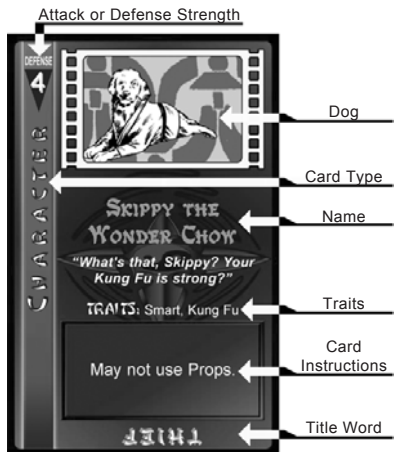 Attack or Defense Strength
DEFENSE
4
Dog
CHARACTER
Card Type
SKIPPY THE
WONDER CHOW
Name
"What's that, Skippy? Your
Kung Fu is strong?"
TRAITS: Smart, Kung Fu
Traits
May not use Props.
Card
Instructions
THIEF
Title Word